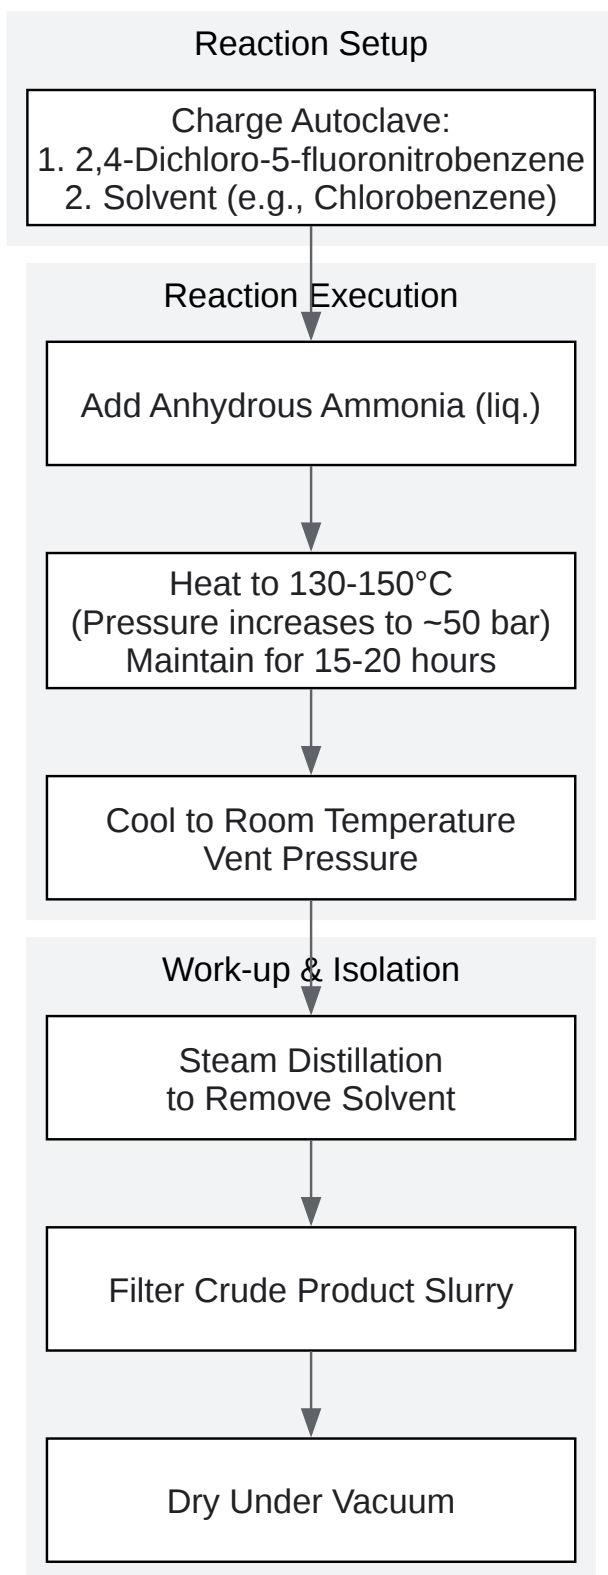 Reaction Setup
Charge Autoclave:
1. 2,4-Dichloro-5-fluoronitrobenzene
2. Solvent (e.g., Chlorobenzene)
Reaction Execution
Add Anhydrous Ammonia (liq.)
Heat to 130-150°C
(Pressure increases to ~50 bar)
Maintain for 15-20 hours
Cool to Room Temperature
Vent Pressure
Work-up & Isolation
Steam Distillation
to Remove Solvent
Filter Crude Product Slurry
Dry Under Vacuum